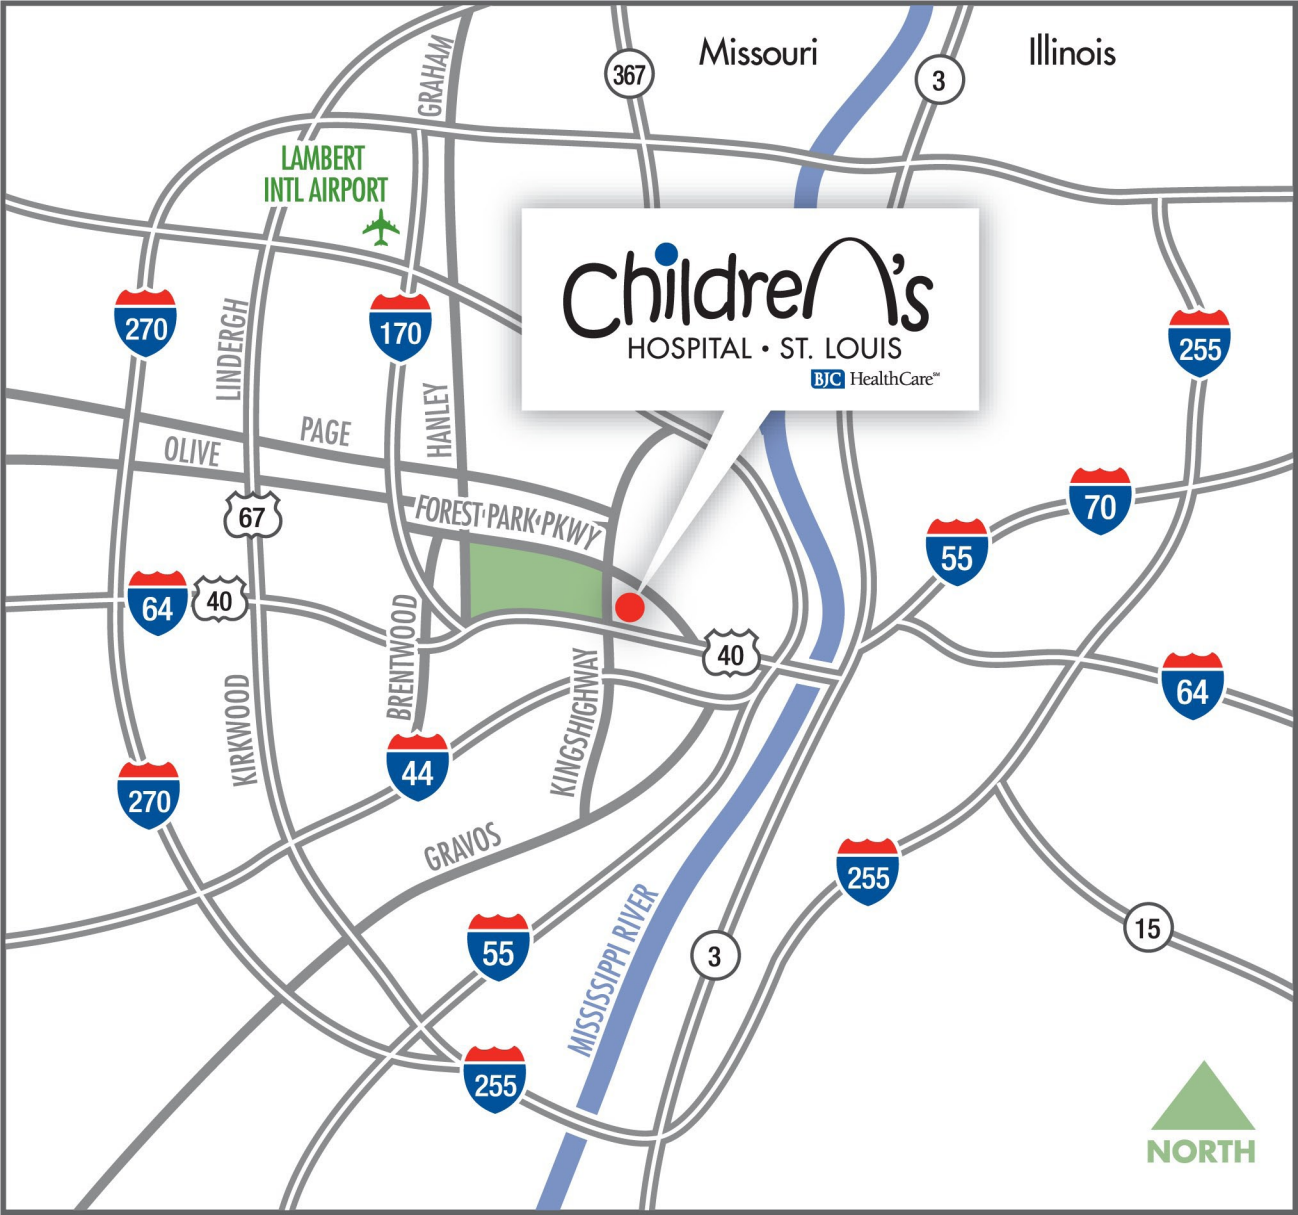 Missouri
Illinois
GRAHAM
367
3
LAMBERT
INTL AIRPORT
Children's
HOSPITAL • ST. LOUIS
BJC HealthCare℠
270
LINDERGH
170
255
HANLEY
PAGE
OLIVE
67
FOREST PARK PKWY
70
55
64
40
BRENTWOOD
40
KINGSHIGHWAY
64
KIRKWOOD
44
270
GRAVOS
255
MISSISSIPPI RIVER
55
3
15
255
NORTH